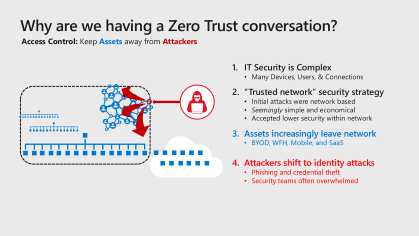 Why are we having a Zero Trust conversation?
Access Control: Keep Assets away from Attackers
1. IT Security is Complex
• Many Devices, Users, & Connections
2. “Trusted network” security strategy
• Initial attacks were network based
• Seemingly simple and economical
• Accepted lower security within network
3. Assets increasingly leave network
• BYOD, WFH, Mobile, and SaaS
4. Attackers shift to identity attacks
• Phishing and credential theft
• Security teams often overwhelmed